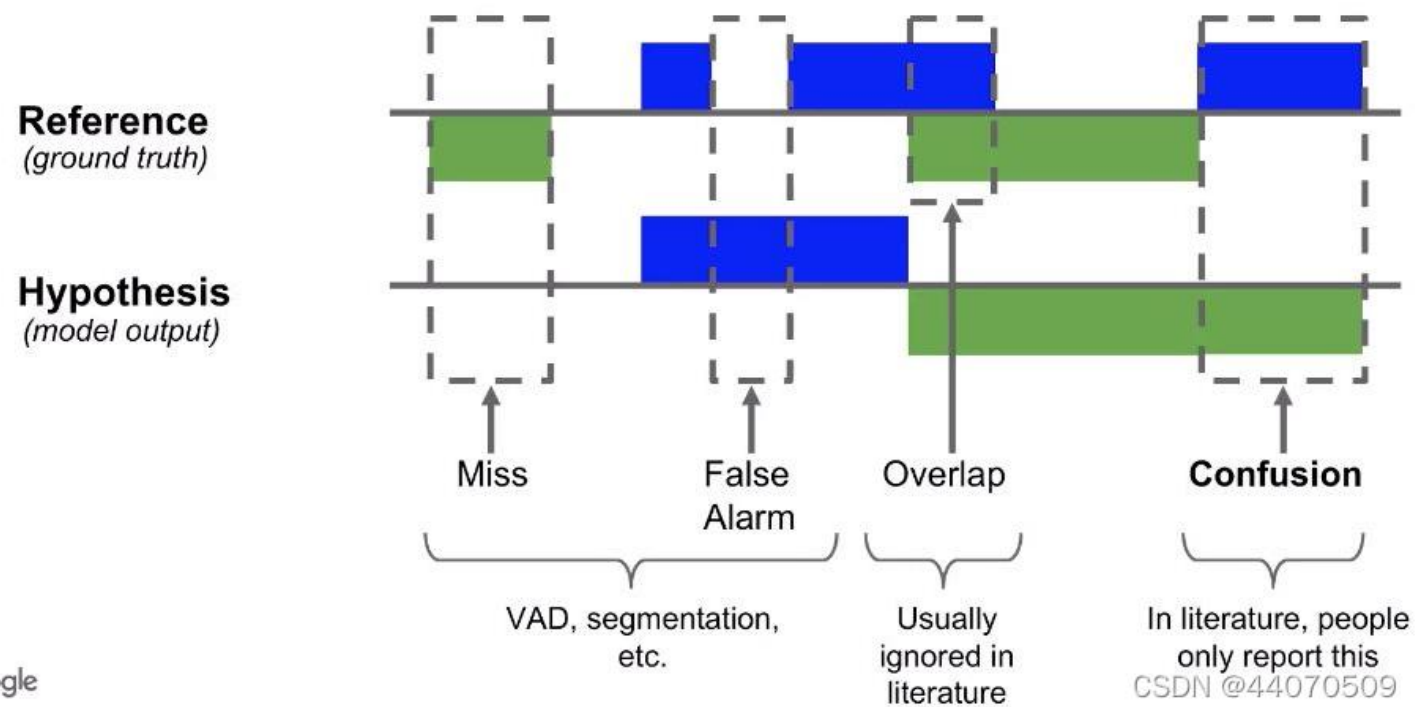 Reference
(ground truth)
Hypothesis
(model output)
Miss
False
Alarm
Overlap
Confusion
VAD, segmentation,
etc.
Usually
ignored in
literature
In literature, people
only report this
gle
CSDN @44070509